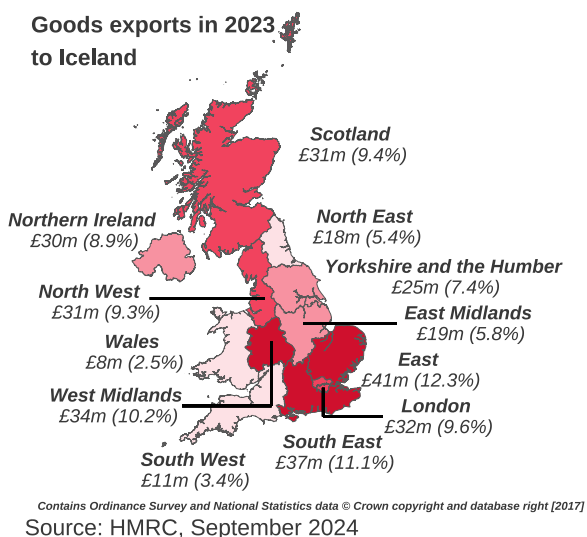 Goods exports in 2023
to Iceland
Scotland
£31m (9.4%)
Northern Ireland
£30m (8.9%)
North East
£18m (5.4%)
Yorkshire and the Humber
£25m (7.4%)
North West
£31m (9.3%)
East Midlands
£19m (5.8%)
Wales
£8m (2.5%)
East
£41m (12.3%)
West Midlands
£34m (10.2%)
London
£32m (9.6%)
South East
£37m (11.1%)
South West
£11m (3.4%)
Contains Ordinance Survey and National Statistics data © Crown copyright and database right [2017]
Source: HMRC, September 2024